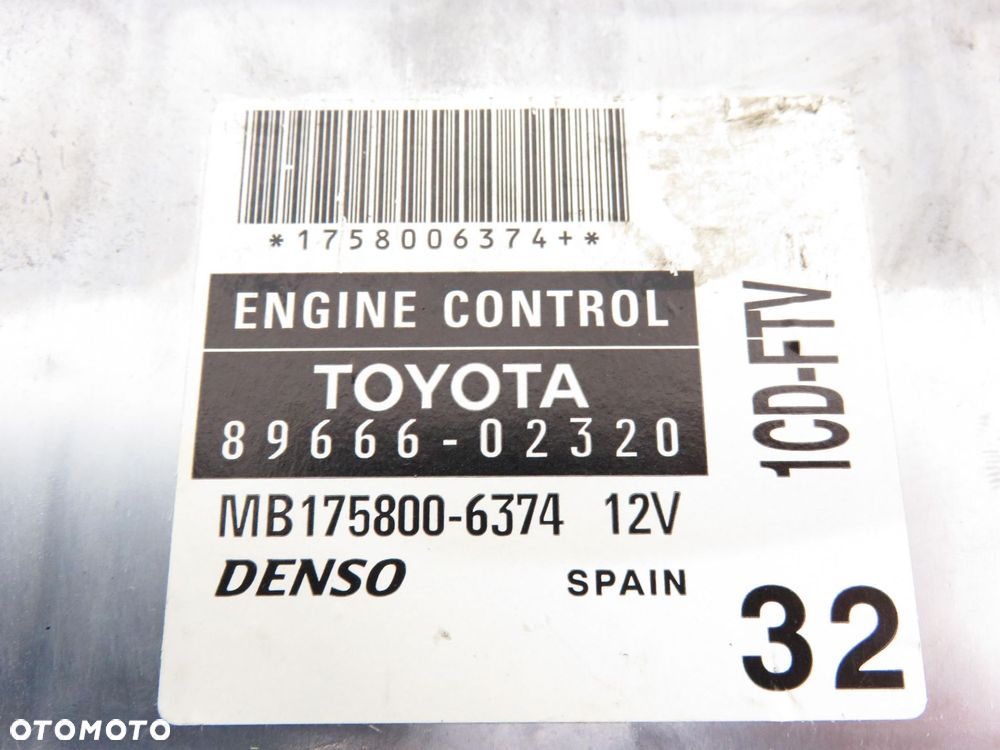 *1758006374+*
ENGINE CONTROL
TOYOTA
89666-02320
MB175800-6374 12V
DENSO SPAIN
1CD-FTV
32
OTOMOTO